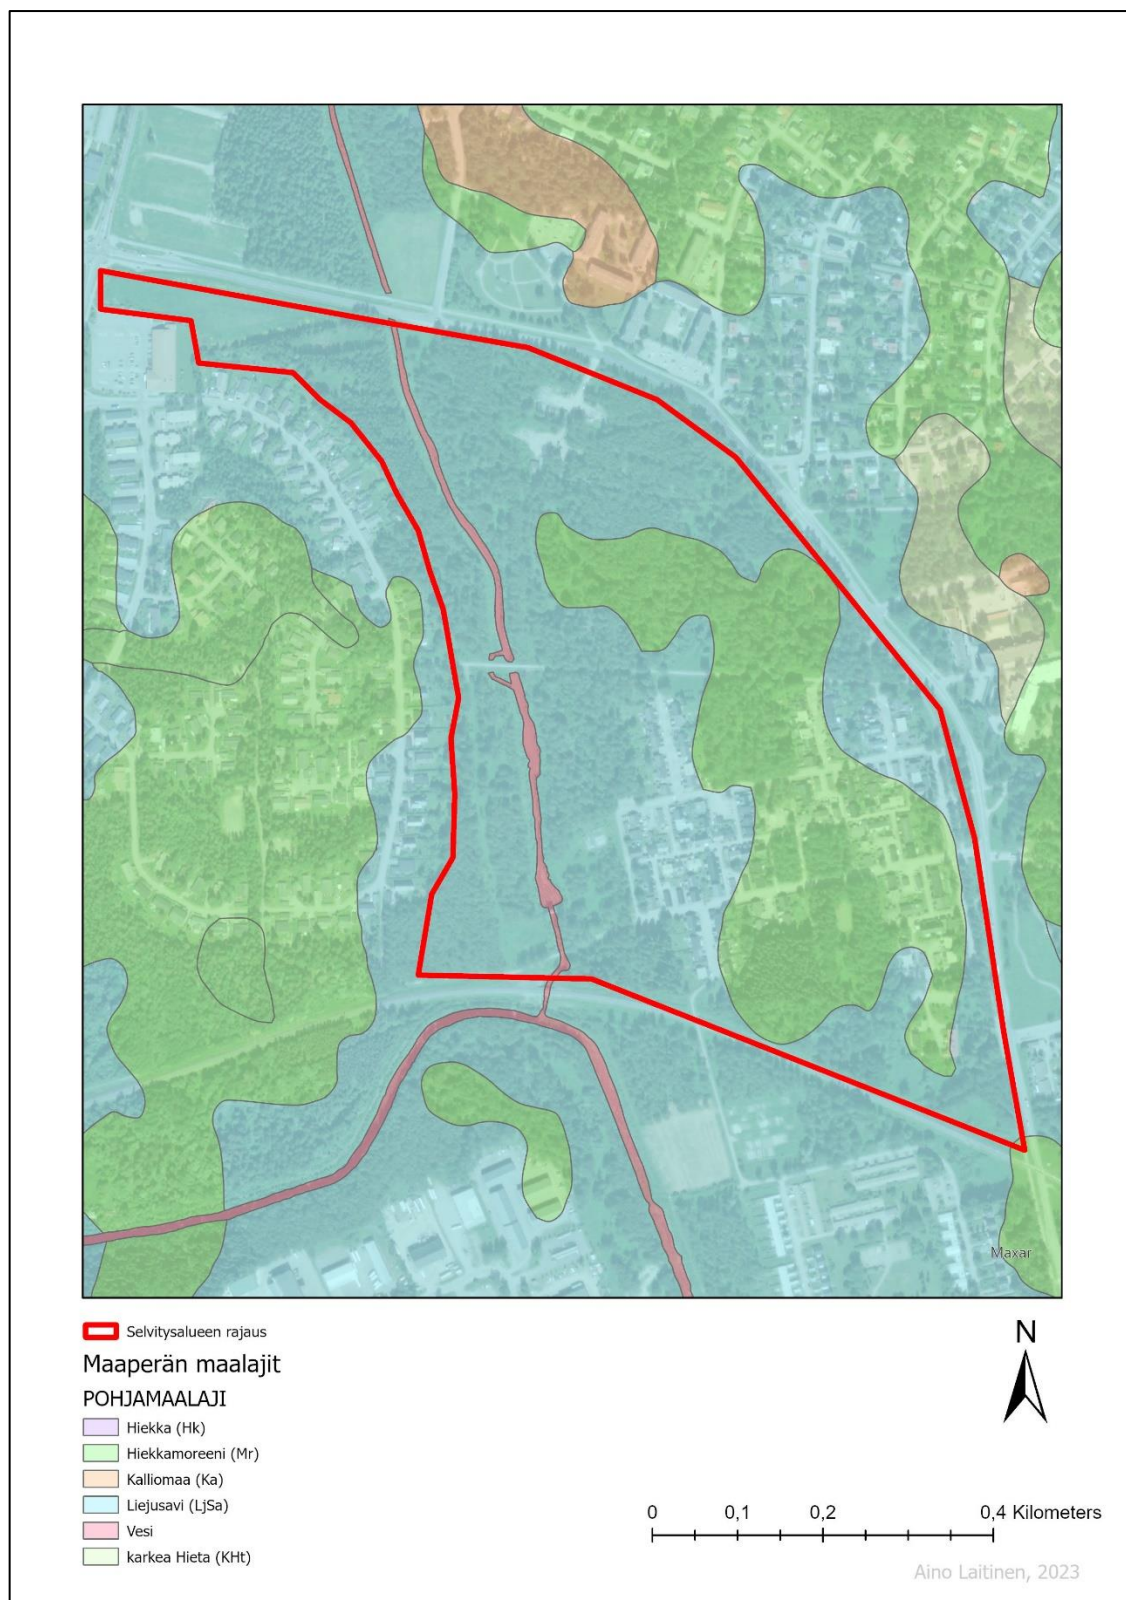 Maxar
Selvitysalueen rajaus
Maaperän maalajit
POHJAMAALAJI
Hiekka (Hk)
Hiekkamoreeni (Mr)
Kalliomaa (Ka)
Liejusavi (LjSa)
Vesi
karkea Hieta (KHt)
N
0 0,1 0,2 0,4 Kilometers
Aino Laitinen, 2023